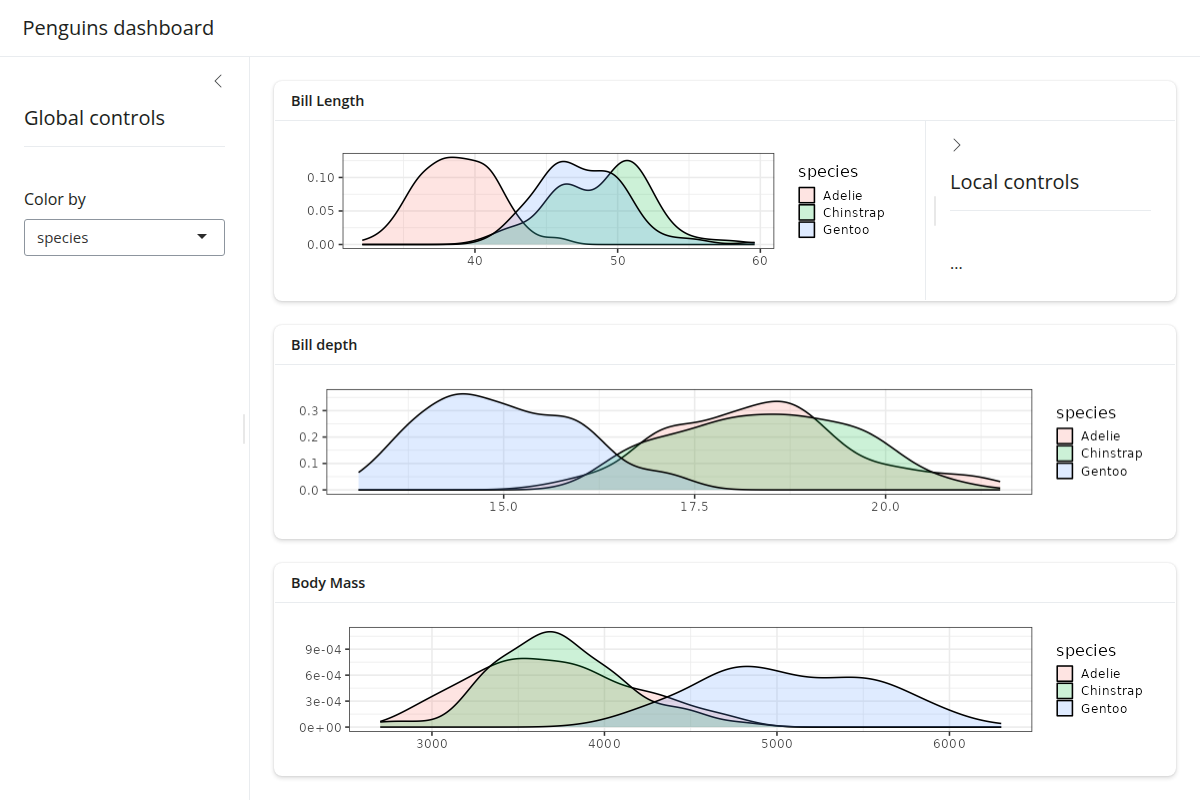 Penguins dashboard
Global controls
Color by
species
Bill Length
0.10
0.05
0.00
40 50 60
species
Adelie
Chinstrap
Gentoo
Local controls
...
Bill depth
0.3
0.2
0.1
0.0
15.0 17.5 20.0
species
Adelie
Chinstrap
Gentoo
Body Mass
9e-04
6e-04
3e-04
0e+00
3000 4000 5000 6000
species
Adelie
Chinstrap
Gentoo